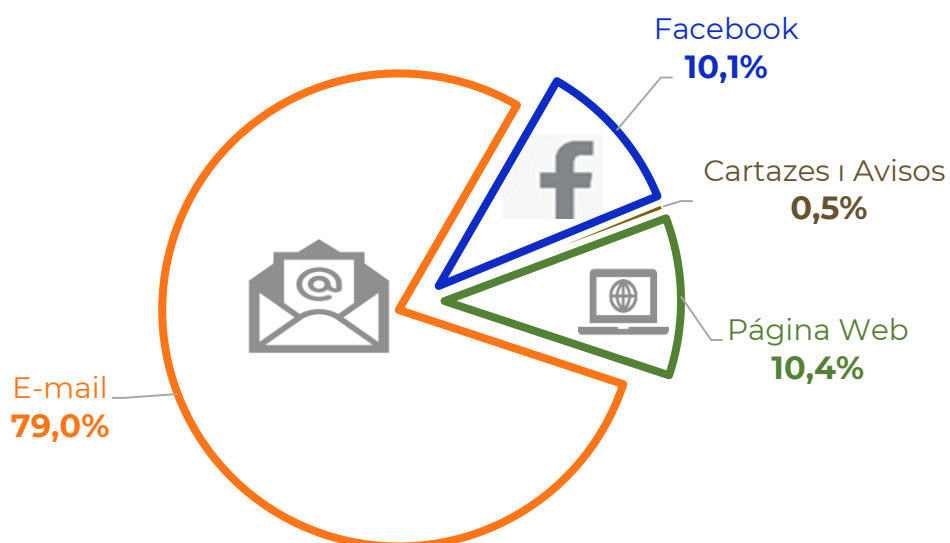 Facebook
10,1%
Cartazes ı Avisos
0,5%
Página Web
10,4%
E-mail
79,0%